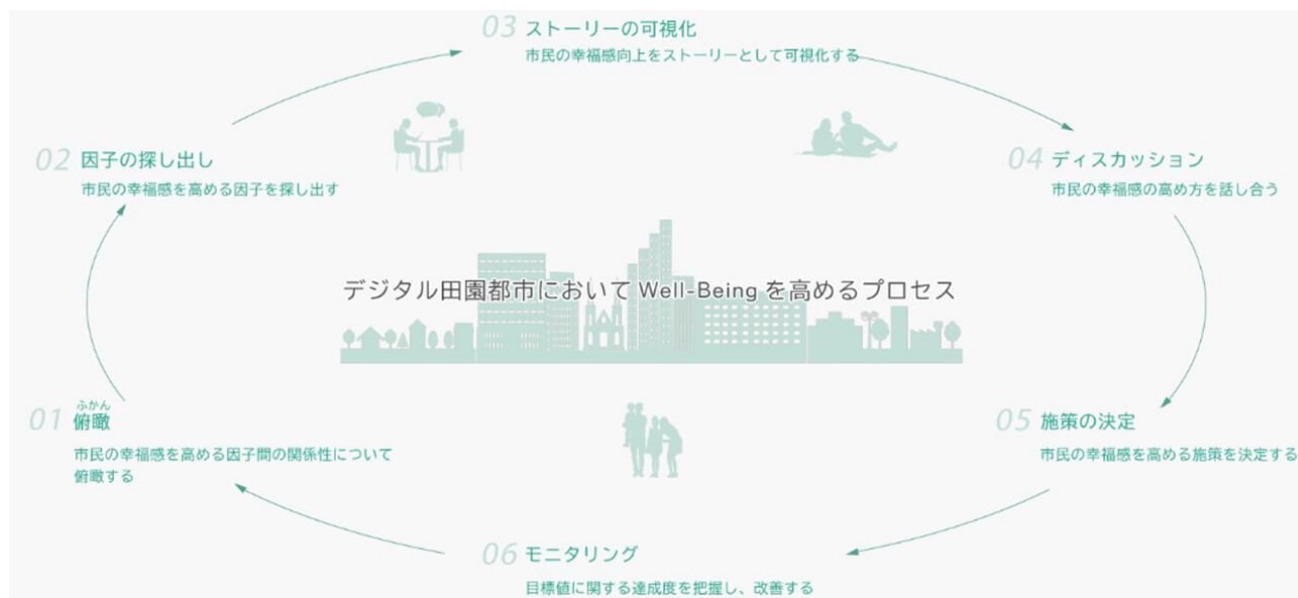 03 ストーリーの可視化
市民の幸福感向上をストーリーとして可視化する
02 因子の探し出し
市民の幸福感を高める因子を探し出す
04 ディスカッション
市民の幸福感の高め方を話し合う
デジタル田園都市において Well-Being を高めるプロセス
ふかん
01 俯瞰
市民の幸福感を高める因子間の関係性について
俯瞰する
05 施策の決定
市民の幸福感を高める施策を決定する
06 モニタリング
目標値に関する達成度を把握し、改善する